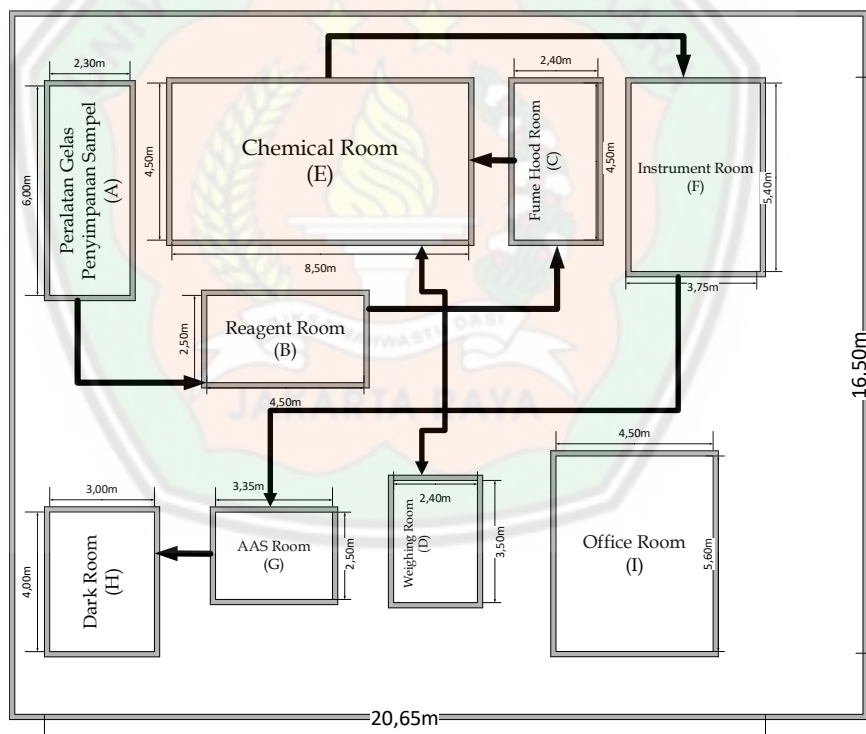 2,30m
6,00m
Peralatan Gelas
Penyimpanan Sampel
(A)
4,50m
Chemical Room
(E)
8,50m
2,40m
Fume Hood Room
(C)
4,50m
Instrument Room
(F)
5,40m
3,75m
2,50m
Reagent Room
(B)
4,50m
JAKARTA RAYA
16,50m
3,00m
4,00m
Dark Room
(H)
3,35m
AAS Room
(G)
2,50m
2,40m
Weighing Room
(D)
3,50m
4,50m
Office Room
(I)
5,60m
20,65m